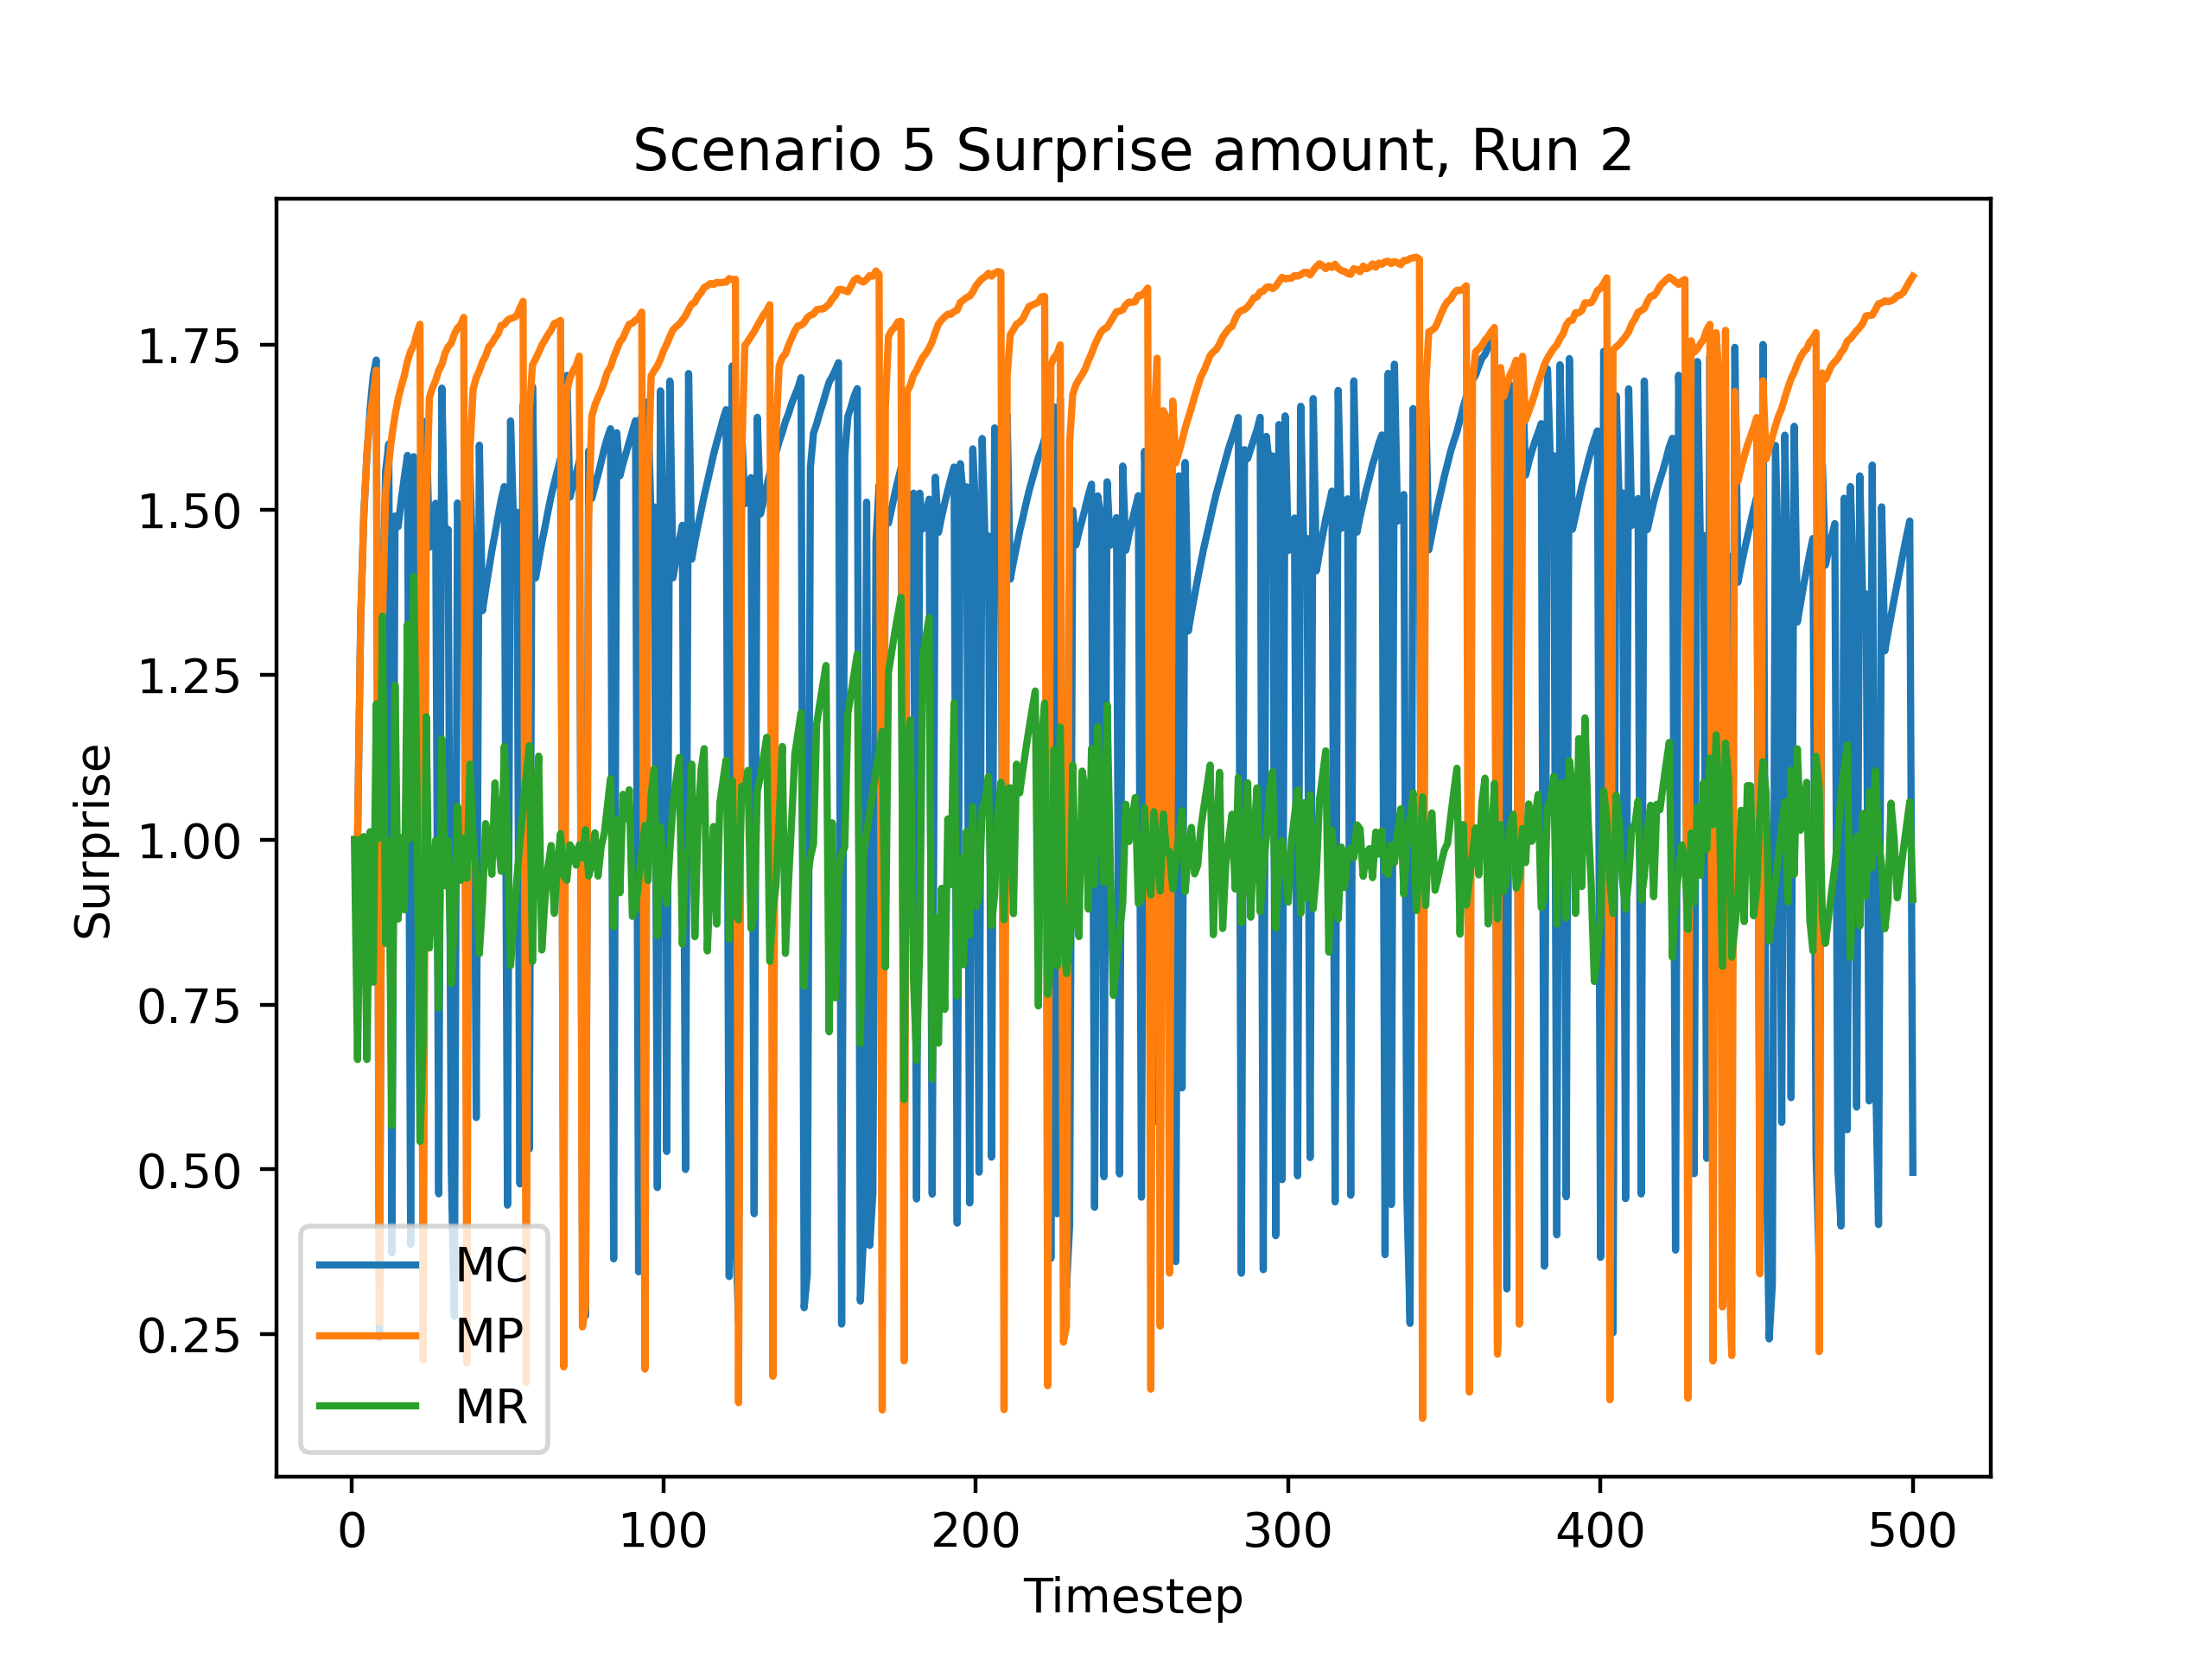 Scenario 5 Surprise amount, Run 2
Surprise
1.75
1.50
1.25
1.00
0.75
0.50
0.25
MC
MP
MR
0 100 200 300 400 500
Timestep